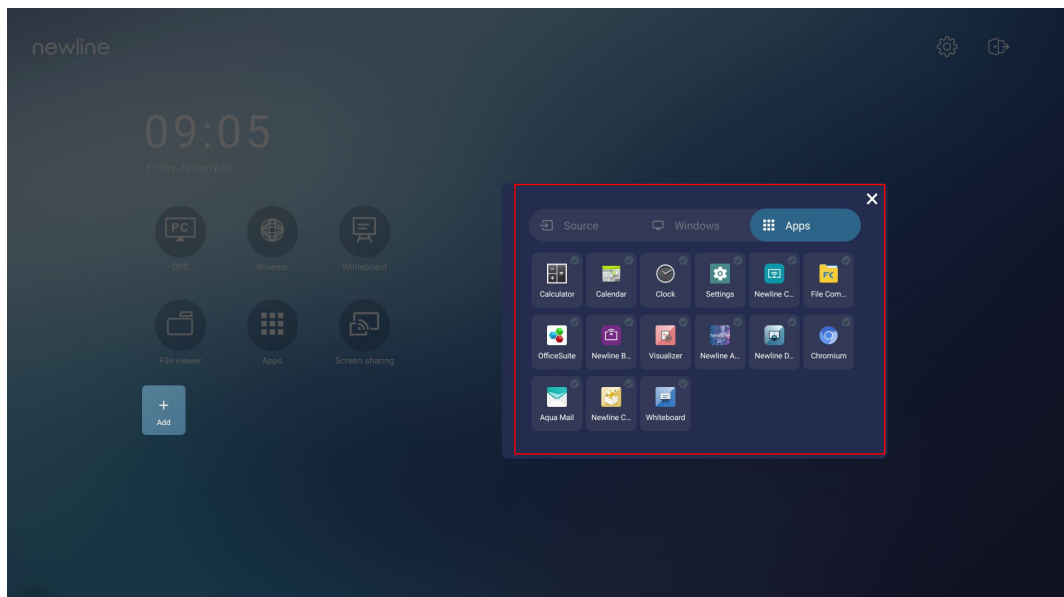 newline
09:05
Friday,January 01
PC
OPS
Browser
Whiteboard
File viewer
Apps
Screen sharing
+
Add
Source
Windows
Apps
Calculator
Calendar
Clock
Settings
Newline C...
File Com...
OfficeSuite
Newline B...
Visualizer
Newline A...
Newline D...
Chromium
Aqua Mail
Newline C...
Whiteboard